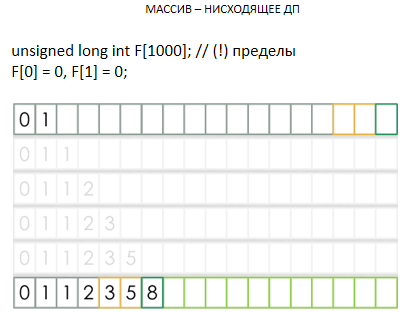 МАССИВ – НИСХОДЯЩЕЕ ДП
unsigned long int F[1000]; // (!) пределы
F[0] = 0, F[1] = 0;
0 1
0 1 1
0 1 1 2
0 1 1 2 3
0 1 1 2 3 5
0 1 1 2 3 5 8